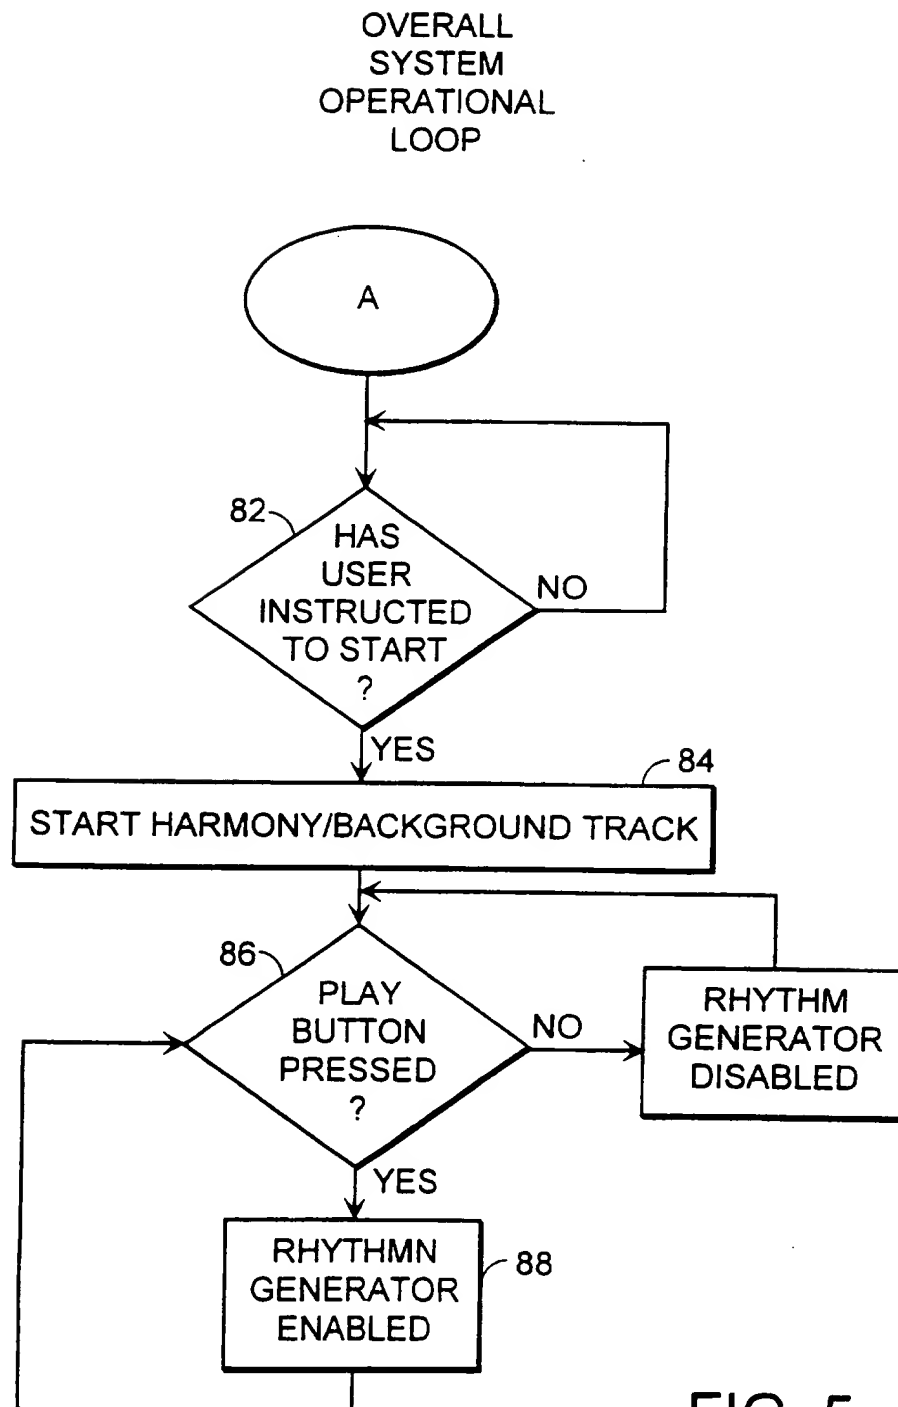 OVERALL
SYSTEM
OPERATIONAL
LOOP
A
82
HAS
USER
INSTRUCTED
TO START
?
NO
YES
84
START HARMONY/BACKGROUND TRACK
86
PLAY
BUTTON
PRESSED
?
NO
RHYTHM
GENERATOR
DISABLED
YES
RHYTHMN
GENERATOR
ENABLED
88
FIG. 5